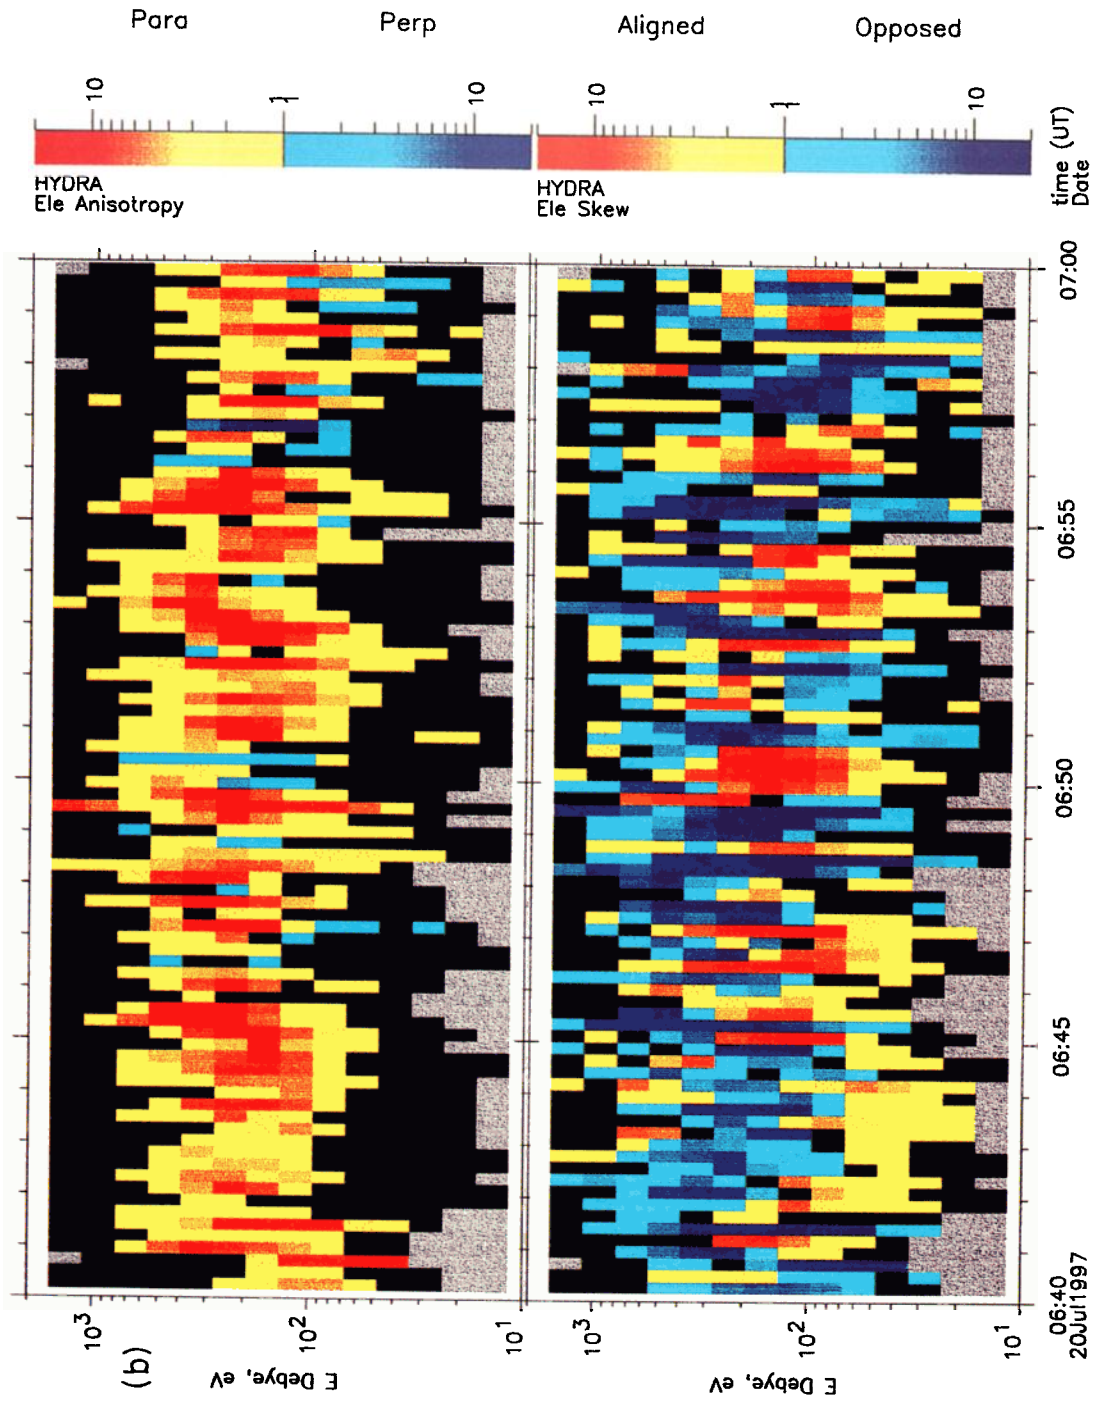 Para
Perp
Aligned
Opposed
10
1
10
10
1
10
HYDRA
Ele Anisotropy
HYDRA
Ele Skew
time (UT)
Date
(b)
10³
10²
10¹
E Debye, eV
10³
10²
10¹
E Debye, eV
06:40
20Jul1997
06:45
06:50
06:55
07:00